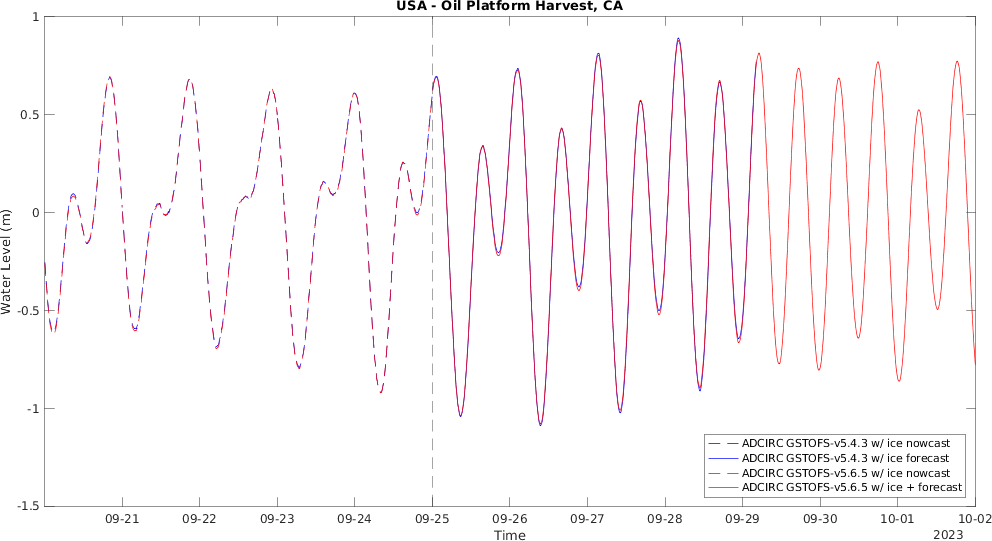 USA - Oil Platform Harvest, CA
1
0.5
0
-0.5
-1
-1.5
Water Level (m)
ADCIRC GSTOFS-v5.4.3 w/ ice nowcast
ADCIRC GSTOFS-v5.4.3 w/ ice forecast
ADCIRC GSTOFS-v5.6.5 w/ ice nowcast
ADCIRC GSTOFS-v5.6.5 w/ ice + forecast
09-21 09-22 09-23 09-24 09-25 09-26 09-27 09-28 09-29 09-30 10-01 10-02
Time
2023